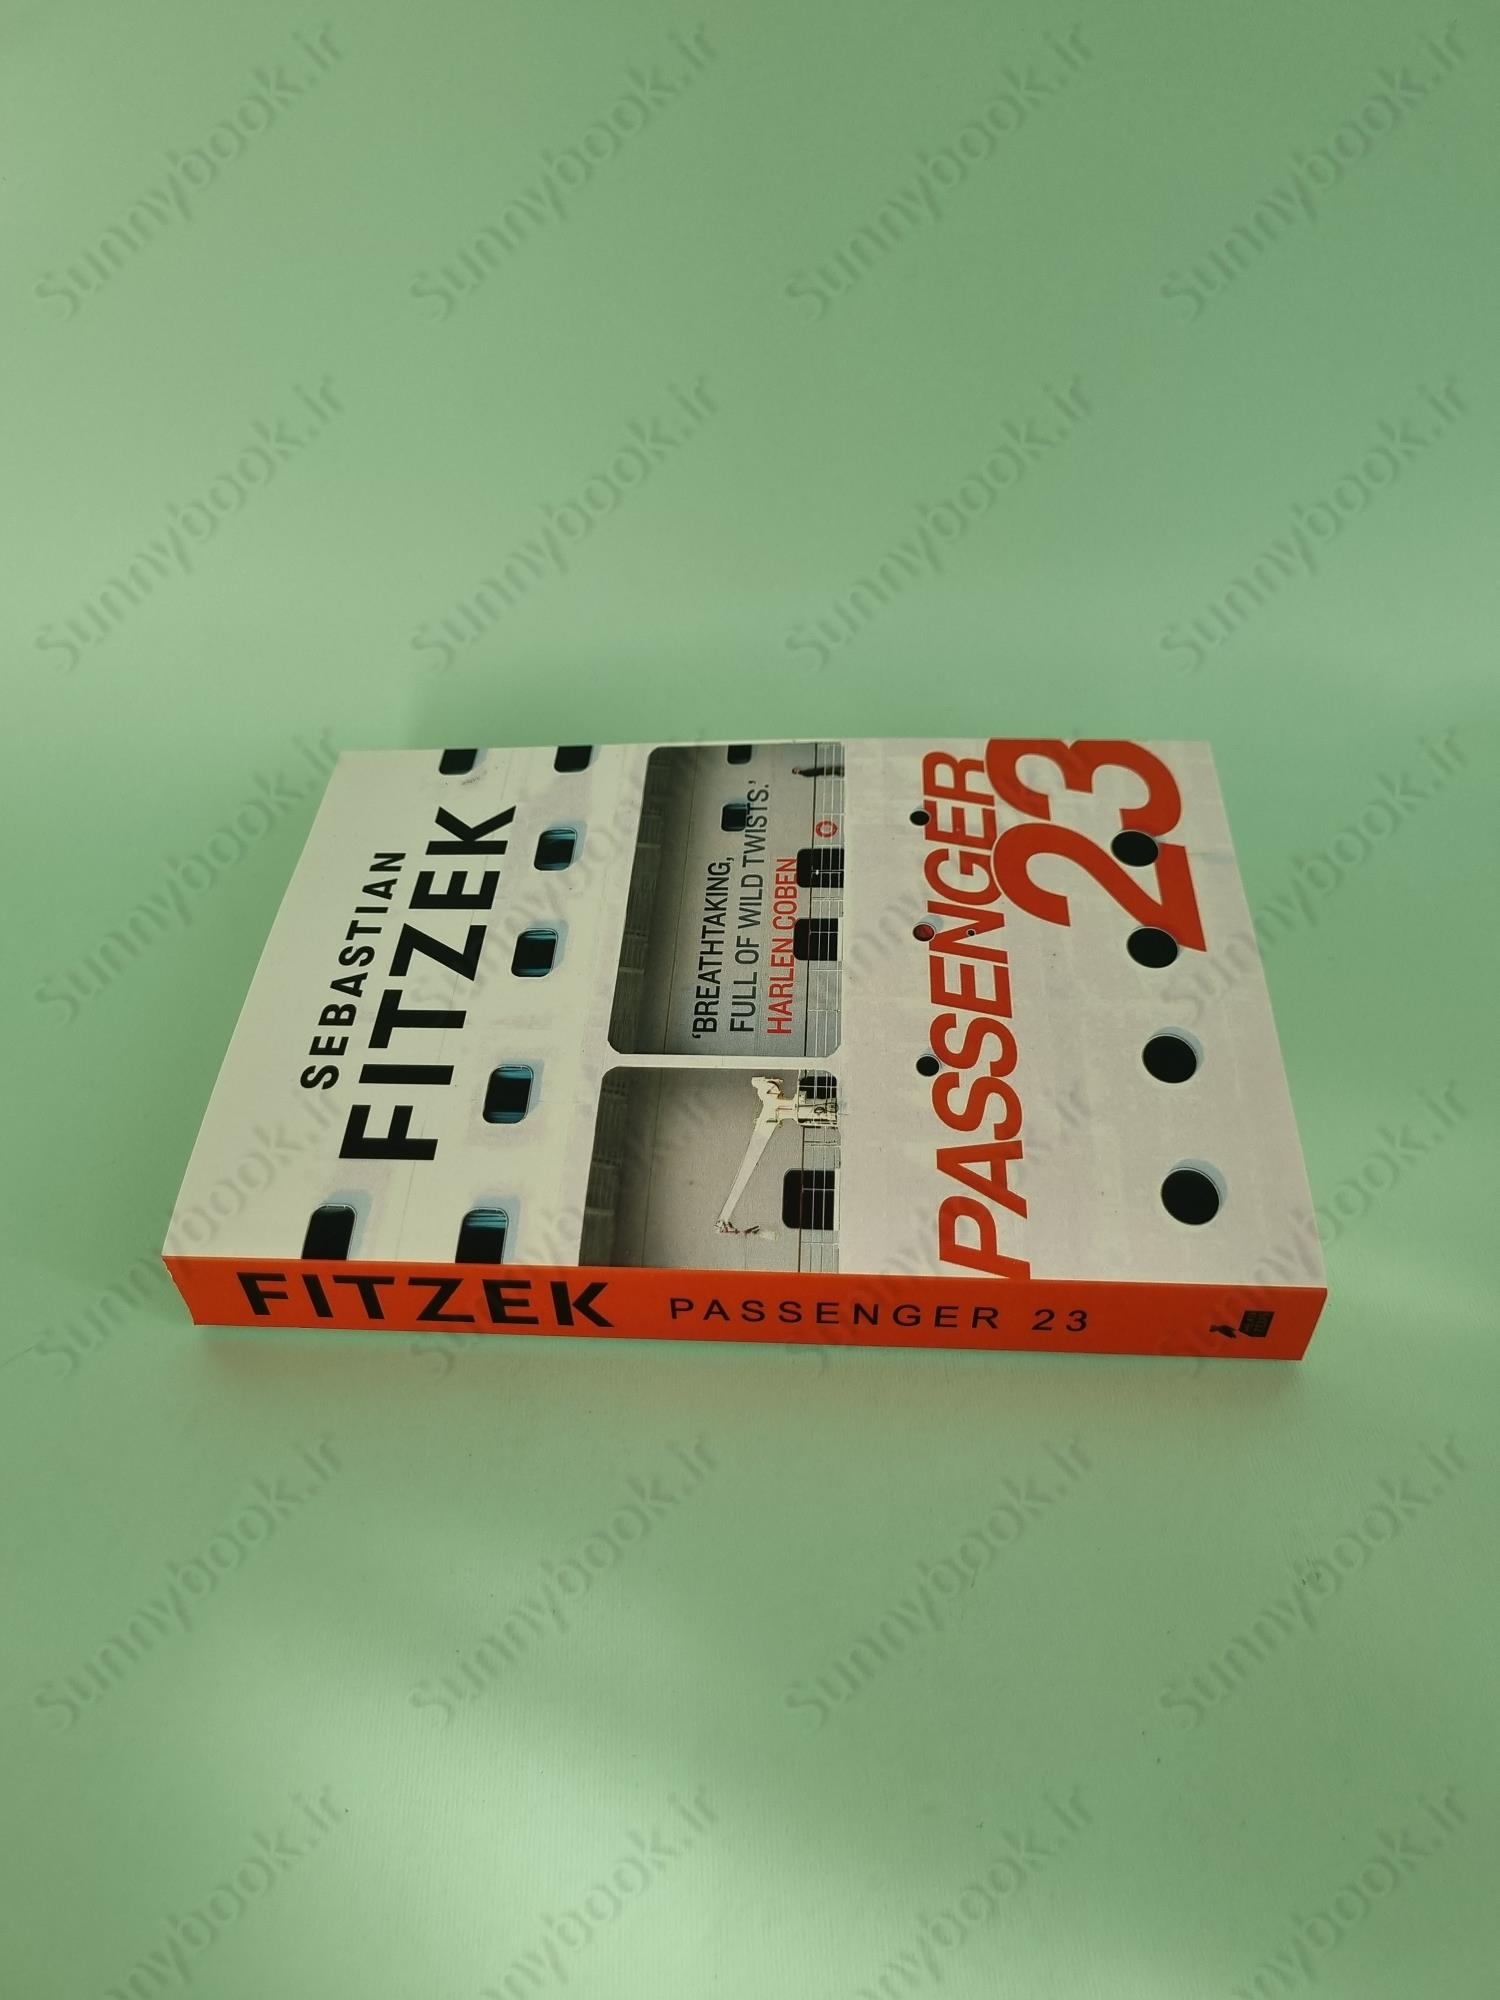 SEBASTIAN
FITZEK
'BREATHTAKING,
FULL OF WILD TWISTS.'
HARLEN COBEN
PASSENGER
23
FITZEK PASSENGER 23
Sunnybook.ir